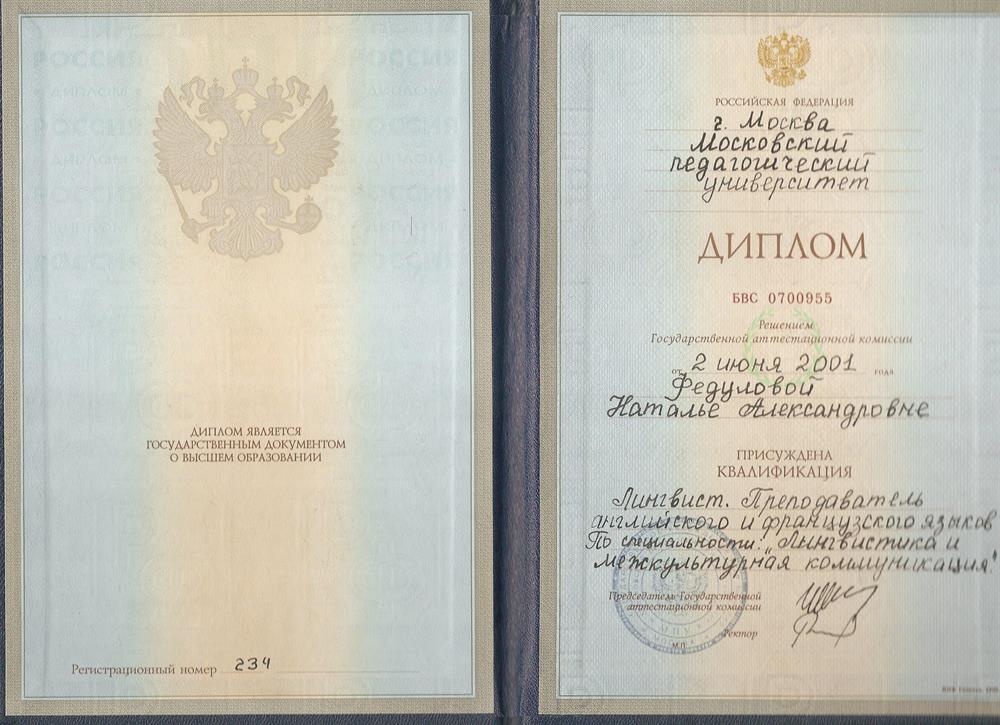 ДИПЛОМ ЯВЛЯЕТСЯ
ГОСУДАРСТВЕННЫМ ДОКУМЕНТОМ
О ВЫСШЕМ ОБРАЗОВАНИИ
Регистрационный номер 234
РОССИЙСКАЯ ФЕДЕРАЦИЯ
г. Москва
Московский
педагогический
университет
ДИПЛОМ
БВС 0700955
Решением
Государственной аттестационной комиссии
от 2 июня 2001 года
Федуловой
Наталье Александровне
ПРИСУЖДЕНА
КВАЛИФИКАЦИЯ
Лингвист. Преподаватель
английского и французского языков
По специальности: „Лингвистика и
межкультурная коммуникация"
Председатель Государственной
аттестационной комиссии
Ректор
М.П.